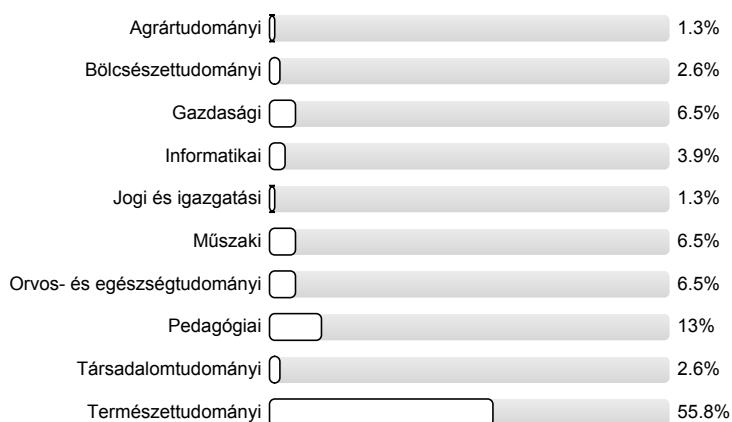 Agrártudományi 1.3%
Bölcsészettudományi 2.6%
Gazdasági 6.5%
Informatikai 3.9%
Jogi és igazgatási 1.3%
Műszaki 6.5%
Orvos- és egészségtudományi 6.5%
Pedagógiai 13%
Társadalomtudományi 2.6%
Természettudományi 55.8%